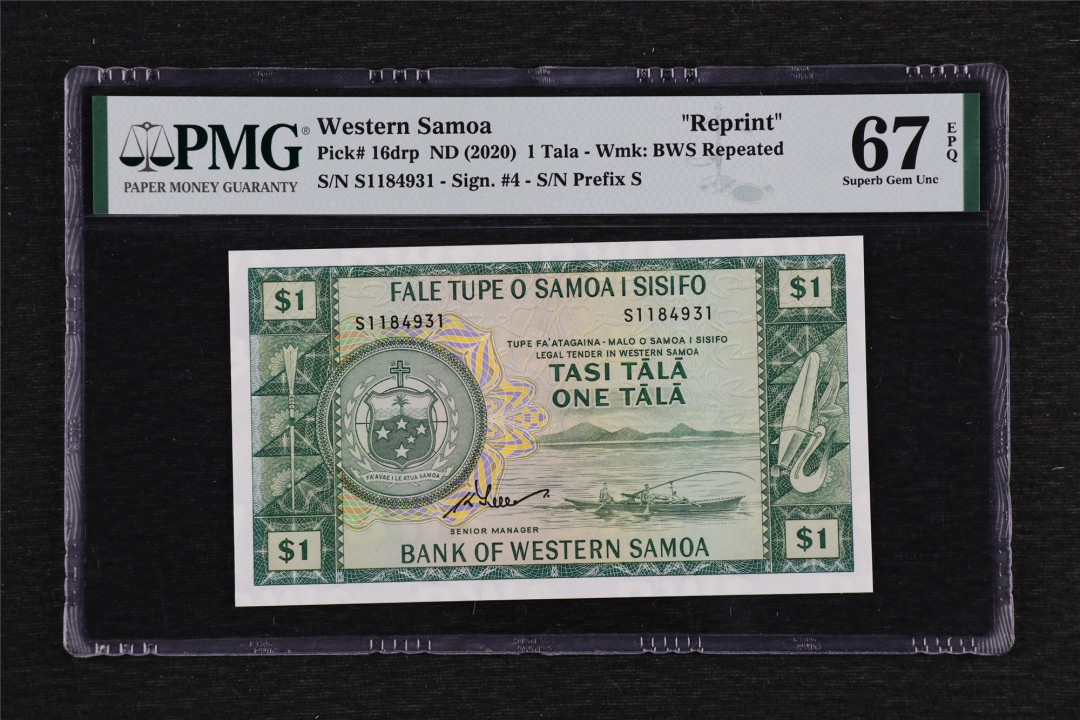 PMG®
PAPER MONEY GUARANTY
Western Samoa "Reprint"
Pick# 16drp ND (2020) 1 Tala - Wmk: BWS Repeated
S/N S1184931 - Sign. #4 - S/N Prefix S
67 EPQ
Superb Gem Unc
$1 $1
FALE TUPE O SAMOA I SISIFO
S1184931 S1184931
TUPE FA'ATAGAINA - MALO O SAMOA I SISIFO
LEGAL TENDER IN WESTERN SAMOA
TASI TĀLĀ
ONE TĀLĀ
FA'AVAE I LE ATUA SAMOA
SENIOR MANAGER
BANK OF WESTERN SAMOA
$1 $1